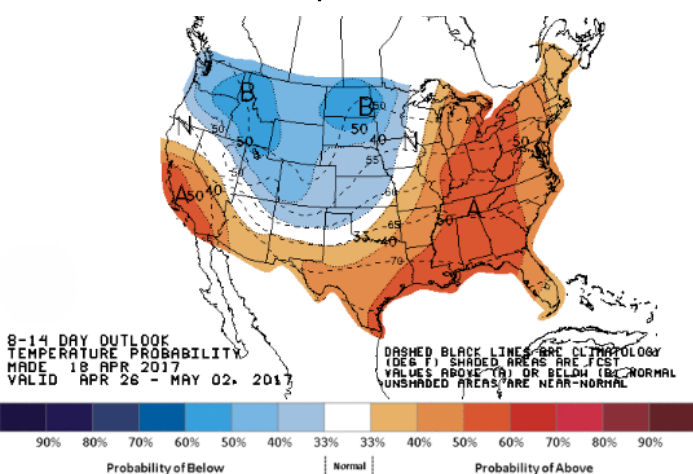 B
B
50
N
50
50
40
N
50
55
50
60
A
50
40
50
A
65
33
40
70
8-14 DAY OUTLOOK
TEMPERATURE PROBABILITY
MADE 18 APR 2017
VALID APR 26 - MAY 02, 2017
DASHED BLACK LINES ARE CLIMATOLOGY
(DEG F) SHADED AREAS ARE FCST
VALUES ABOVE (A) OR BELOW (B) NORMAL
UNSHADED AREAS ARE NEAR-NORMAL
90% 80% 70% 60% 50% 40% 33% 33% 40% 50% 60% 70% 80% 90%
Probability of Below Normal Probability of Above